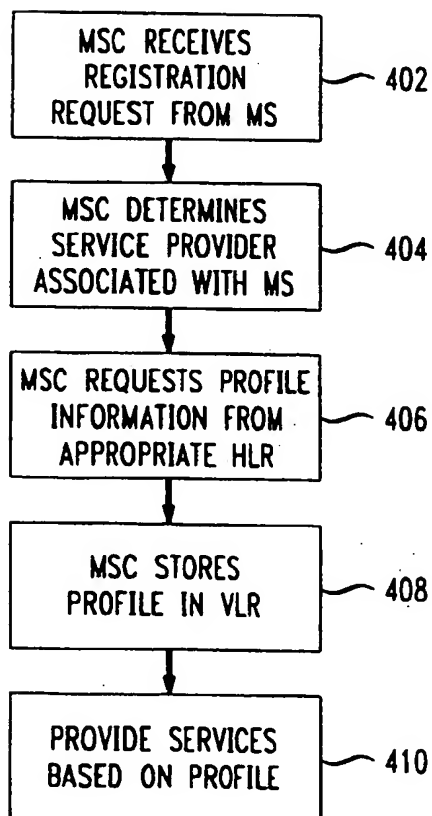 MSC RECEIVES
REGISTRATION
REQUEST FROM MS
402
MSC DETERMINES
SERVICE PROVIDER
ASSOCIATED WITH MS
404
MSC REQUESTS PROFILE
INFORMATION FROM
APPROPRIATE HLR
406
MSC STORES
PROFILE IN VLR
408
PROVIDE SERVICES
BASED ON PROFILE
410